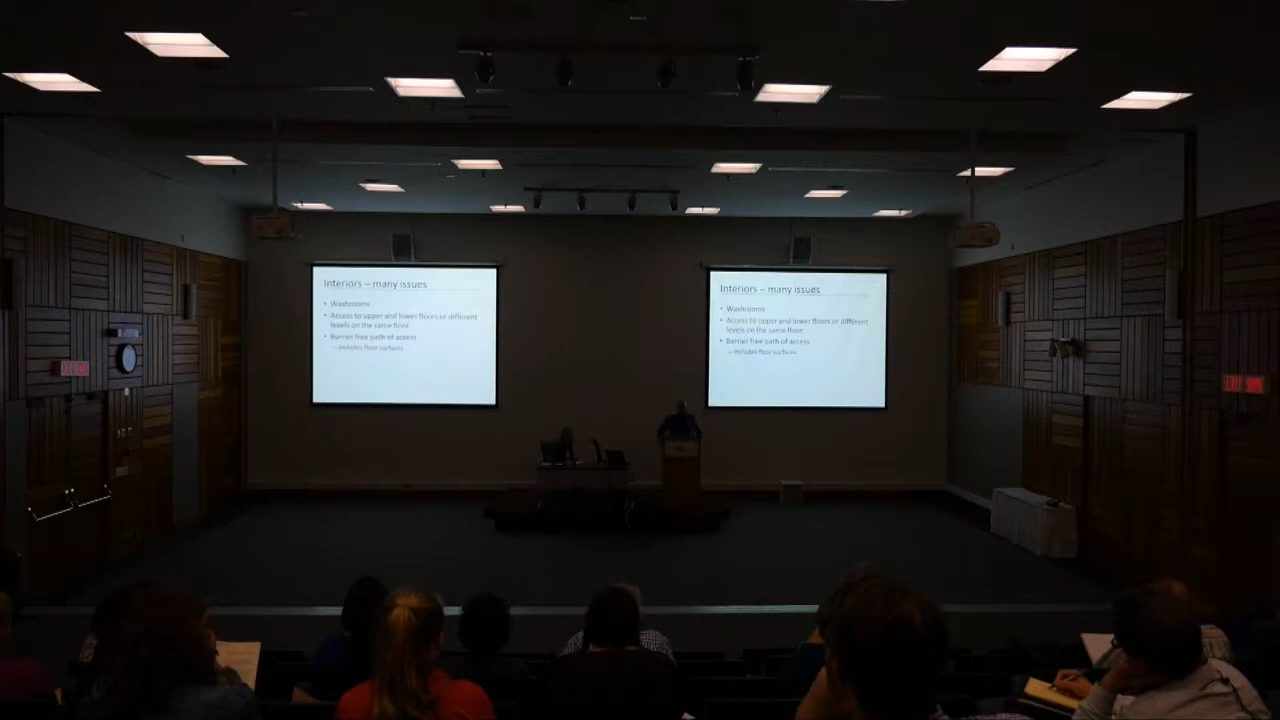 Interiors – many issues
• Washrooms
• Access to upper and lower floors or different
levels on the same floor
• Barrier free path of access
– Includes floor surfaces
Interiors – many issues
• Washrooms
• Access to upper and lower floors or different
levels on the same floor
• Barrier free path of access
– Includes floor surfaces